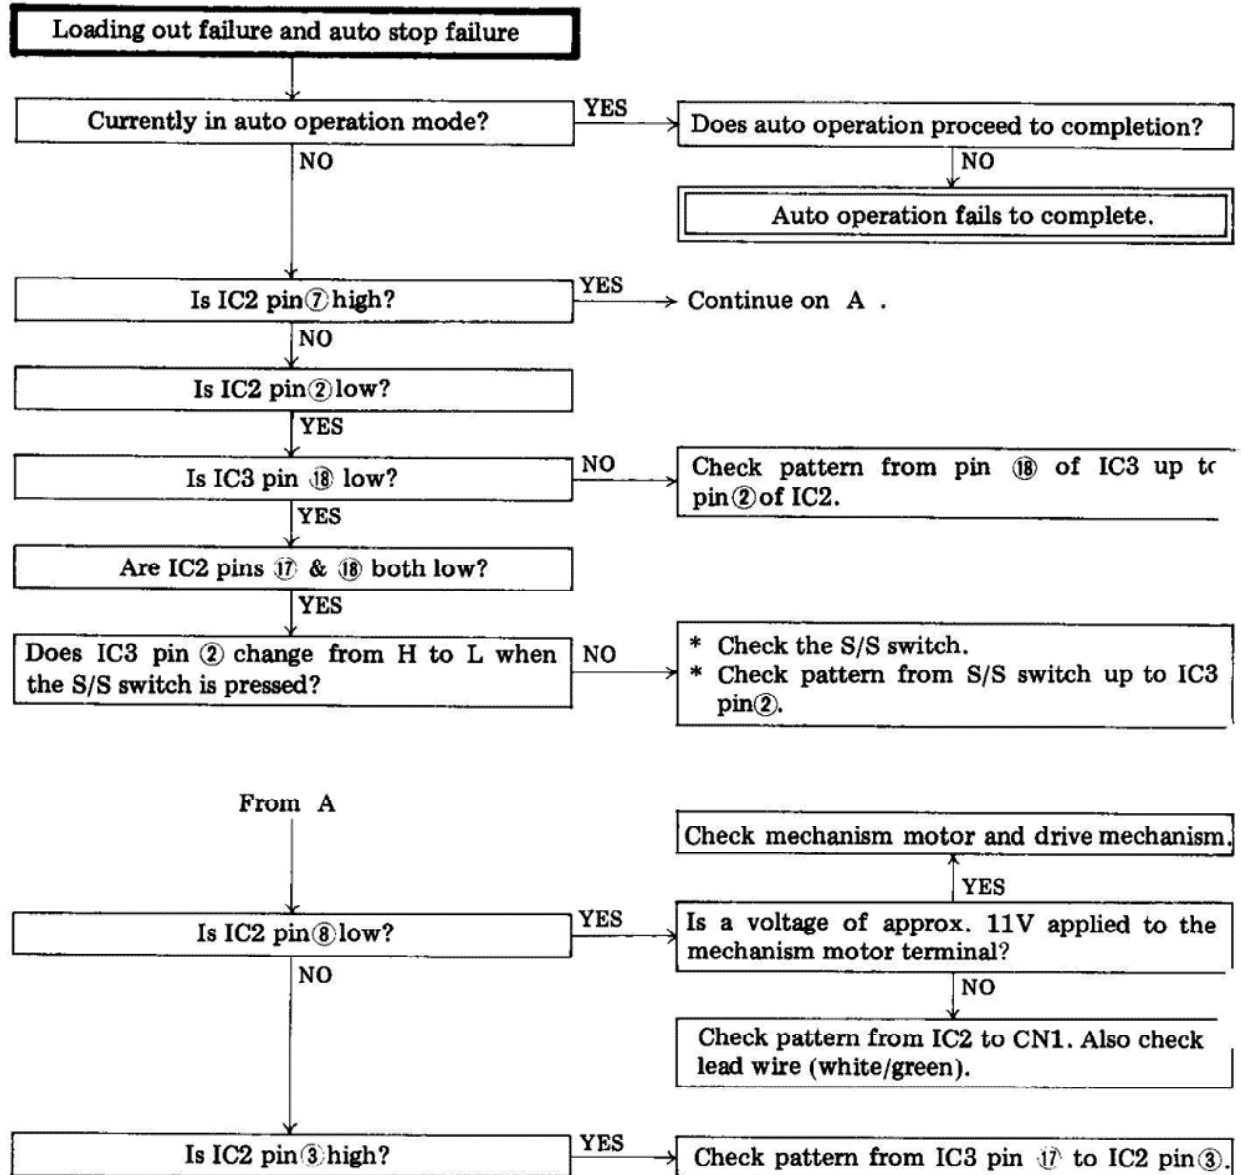 Loading out failure and auto stop failure
Currently in auto operation mode?
YES
Does auto operation proceed to completion?
NO
NO
Auto operation fails to complete.
Is IC2 pin⑦high?
YES
Continue on A .
NO
Is IC2 pin②low?
YES
Is IC3 pin ⑱ low?
NO
Check pattern from pin ⑱ of IC3 up to
pin②of IC2.
YES
Are IC2 pins ⑰ & ⑱ both low?
YES
Does IC3 pin ② change from H to L when
the S/S switch is pressed?
NO
* Check the S/S switch.
* Check pattern from S/S switch up to IC3
pin②.
From A
Check mechanism motor and drive mechanism.
YES
Is IC2 pin⑧low?
YES
Is a voltage of approx. 11V applied to the
mechanism motor terminal?
NO
NO
Check pattern from IC2 to CN1. Also check
lead wire (white/green).
Is IC2 pin③high?
YES
Check pattern from IC3 pin ⑰ to IC2 pin③.